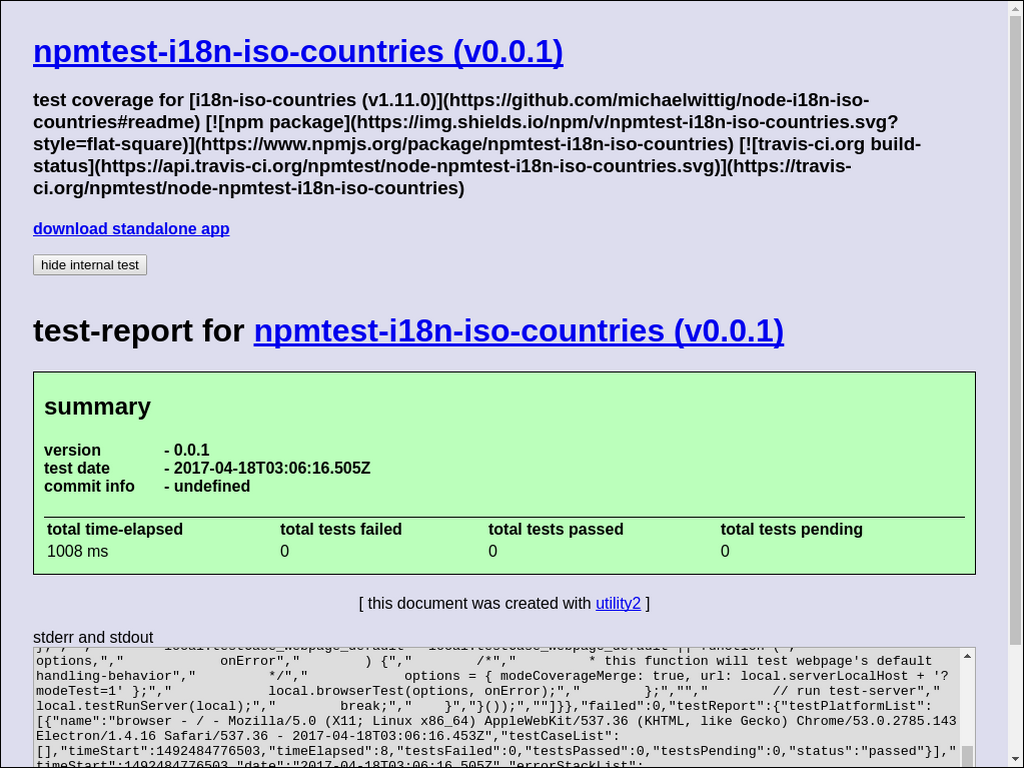 npmtest-i18n-iso-countries (v0.0.1)
test coverage for [i18n-iso-countries (v1.11.0)](https://github.com/michaelwittig/node-i18n-iso-
countries#readme) [![npm package](https://img.shields.io/npm/v/npmtest-i18n-iso-countries.svg?
style=flat-square)](https://www.npmjs.org/package/npmtest-i18n-iso-countries) [![travis-ci.org build-
status](https://api.travis-ci.org/npmtest/node-npmtest-i18n-iso-countries.svg)](https://travis-
ci.org/npmtest/node-npmtest-i18n-iso-countries)
download standalone app
hide internal test
test-report for npmtest-i18n-iso-countries (v0.0.1)
summary
version - 0.0.1
test date - 2017-04-18T03:06:16.505Z
commit info - undefined
total time-elapsed total tests failed total tests passed total tests pending
1008 ms 0 0 0
[ this document was created with utility2 ]
stderr and stdout
options,"," onError"," ) {"," /*"," * this function will test webpage's default
handling-behavior"," */"," options = { modeCoverageMerge: true, url: local.serverLocalHost + '?
modeTest=1' };"," local.browserTest(options, onError);"," };",""," // run test-server","
local.testRunServer(local);"," break;"," }","}());",""]}},"failed":0,"testReport":{"testPlatformList":
[{"name":"browser - / - Mozilla/5.0 (X11; Linux x86_64) AppleWebKit/537.36 (KHTML, like Gecko) Chrome/53.0.2785.143
Electron/1.4.16 Safari/537.36 - 2017-04-18T03:06:16.453Z","testCaseList":
[],"timeStart":1492484776503,"timeElapsed":8,"testsFailed":0,"testsPassed":0,"testsPending":0,"status":"passed"}],"
timeStart":1492484776503,"date":"2017-04-18T03:06:16.505Z","errorStackList":